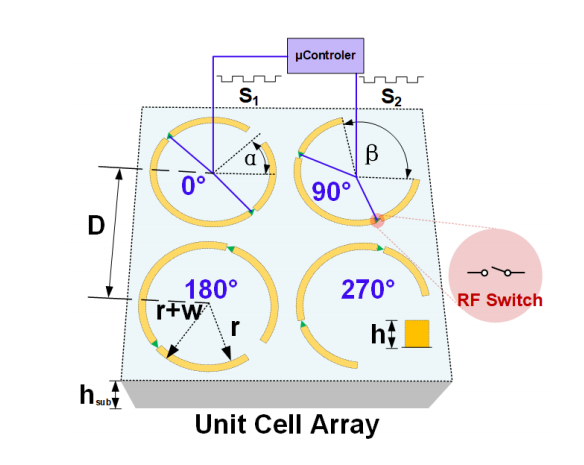 μControler
S₁
S₂
α
β
0°
90°
D
180°
270°
r+w
r
h
RF Switch
hsub
Unit Cell Array